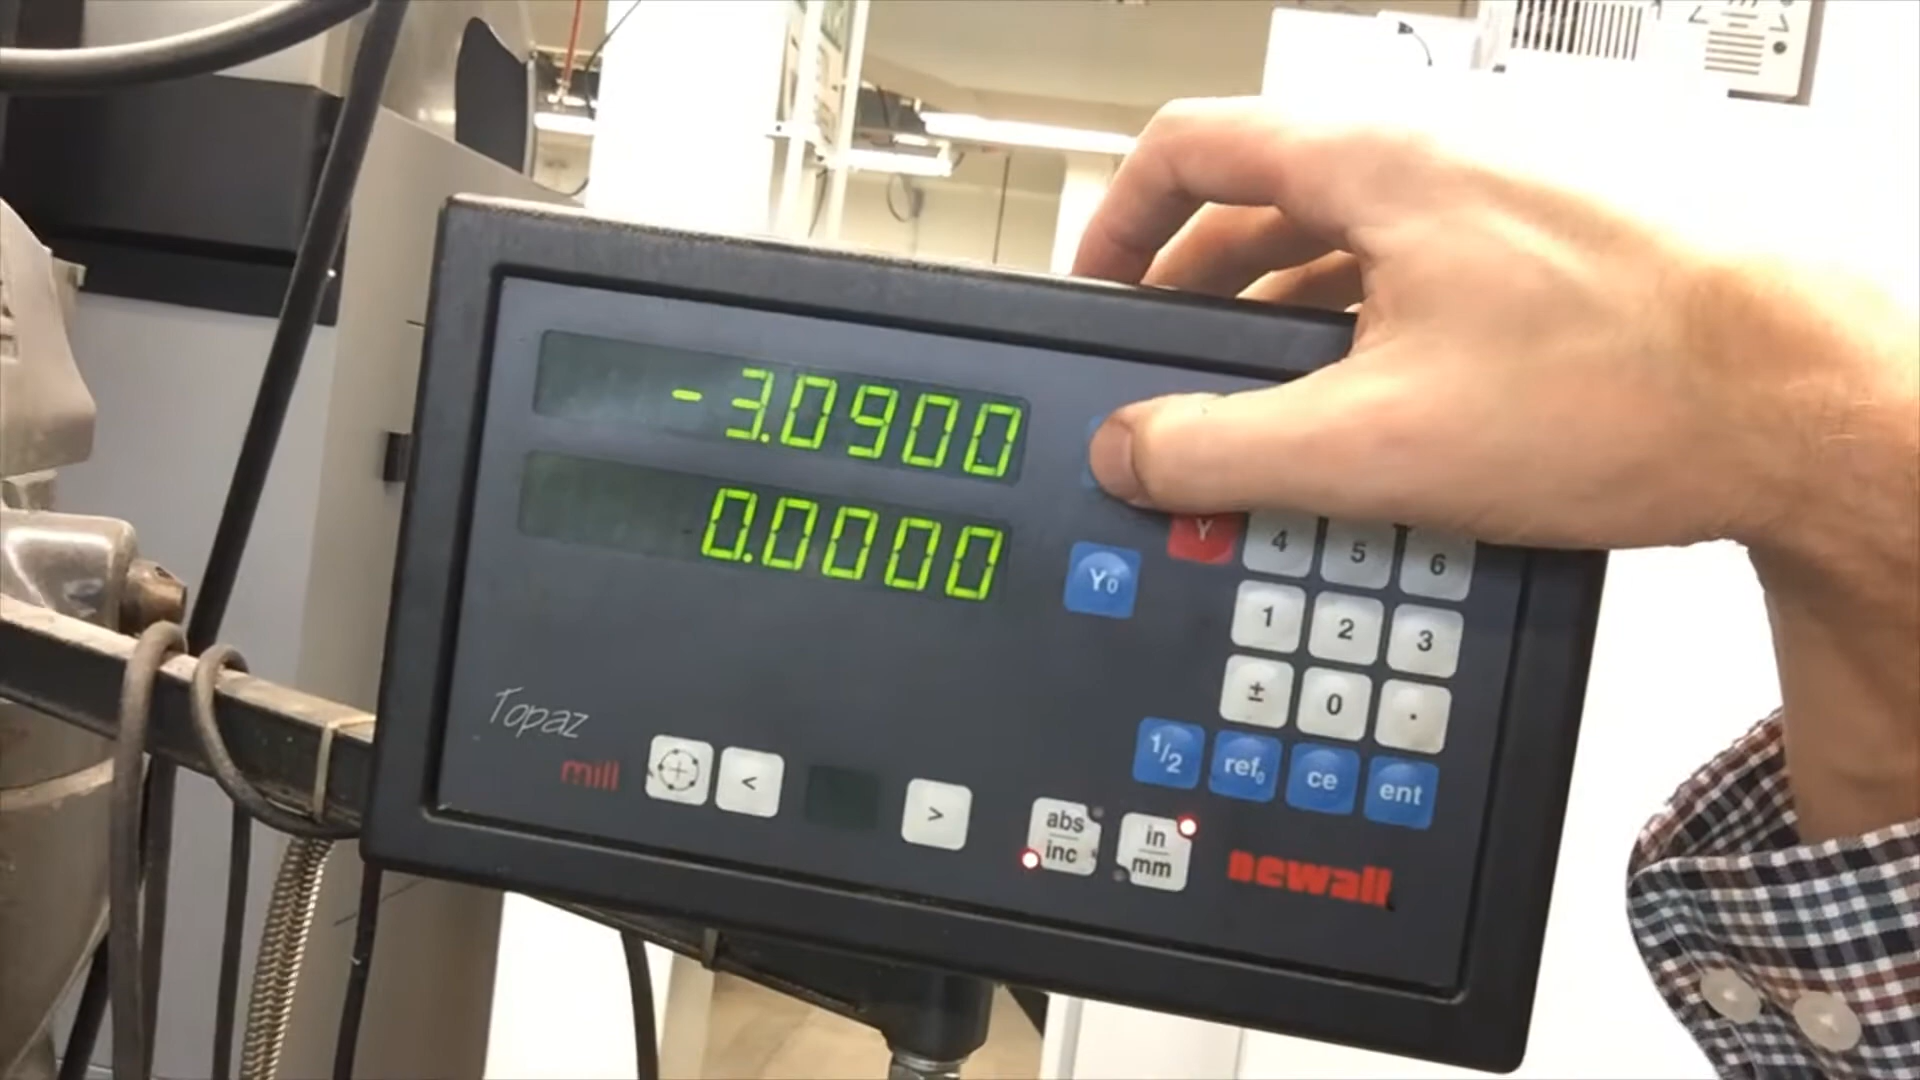 -3.0900
0.0000
Y
4 5 6
Y0
1 2 3
± 0 .
Topaz
mill
< >
1/2 ref0 ce ent
abs
inc
in
mm
newall